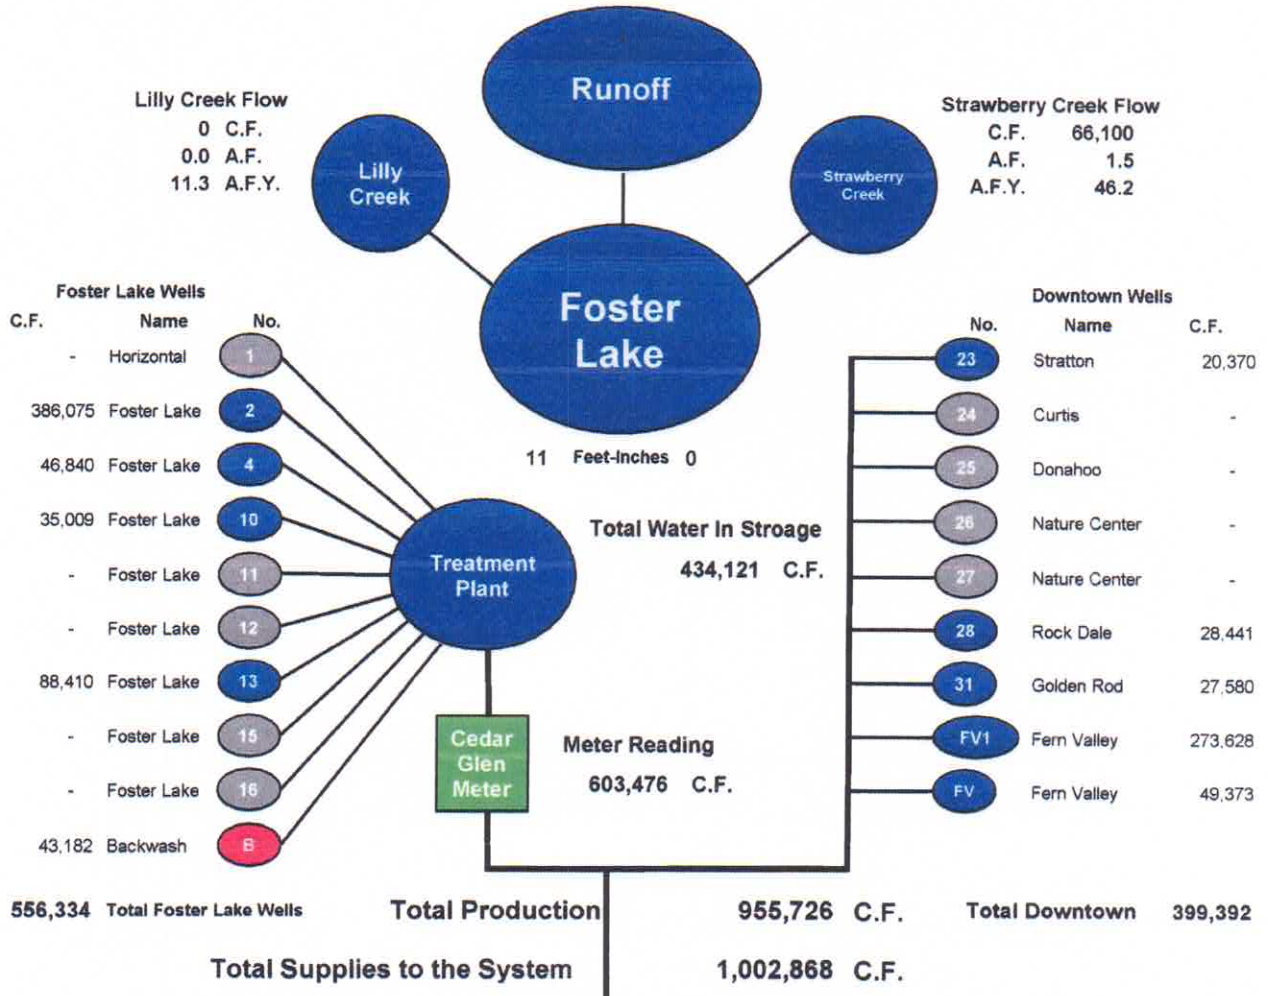 Runoff
Lilly Creek Flow
0 C.F.
0.0 A.F.
11.3 A.F.Y.
Lilly
Creek
Strawberry Creek Flow
C.F. 66,100
A.F. 1.5
A.F.Y. 46.2
Strawberry
Creek
Foster
Lake
11 Feet-Inches 0
Foster Lake Wells
C.F. Name No.
- Horizontal 1
386,075 Foster Lake 2
46,840 Foster Lake 4
35,009 Foster Lake 10
- Foster Lake 11
- Foster Lake 12
88,410 Foster Lake 13
- Foster Lake 15
- Foster Lake 16
43,182 Backwash B
556,334 Total Foster Lake Wells
Treatment
Plant
Total Water In Stroage
434,121 C.F.
Cedar
Glen
Meter
Meter Reading
603,476 C.F.
Downtown Wells
No. Name C.F.
23 Stratton 20,370
24 Curtis -
25 Donahoo -
26 Nature Center -
27 Nature Center -
28 Rock Dale 28,441
31 Golden Rod 27,580
FV1 Fern Valley 273,628
FV Fern Valley 49,373
Total Production 955,726 C.F.
Total Downtown 399,392
Total Supplies to the System 1,002,868 C.F.